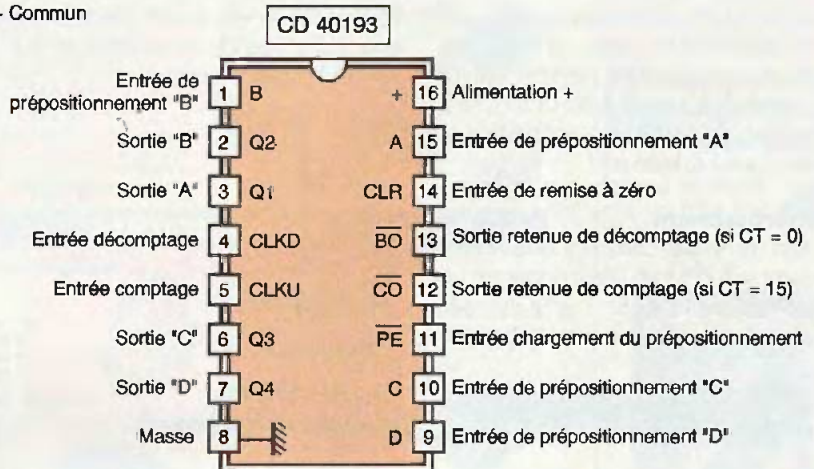 - Commun
CD 40193
Entrée de
prépositionnement "B"
1 B
+ 16 Alimentation +
Sortie "B" 2 Q2
A 15 Entrée de prépositionnement "A"
Sortie "A" 3 Q1
CLR 14 Entrée de remise à zéro
Entrée décomptage 4 CLKD
BO 13 Sortie retenue de décomptage (si CT = 0)
Entrée comptage 5 CLKU
CO 12 Sortie retenue de comptage (si CT = 15)
Sortie "C" 6 Q3
PE 11 Entrée chargement du prépositionnement
Sortie "D" 7 Q4
C 10 Entrée de prépositionnement "C"
Masse 8
D 9 Entrée de prépositionnement "D"